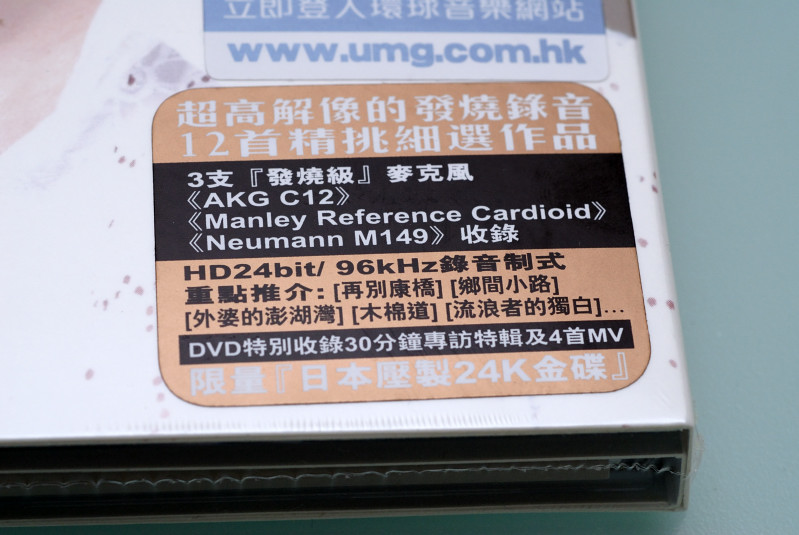 立即登入環球音樂網站
www.umg.com.hk
超高解像的發燒錄音
12首精挑細選作品
3支『發燒級』麥克風
《AKG C12》
《Manley Reference Cardioid》
《Neumann M149》 收錄
HD24bit/ 96kHz錄音制式
重點推介: [再別康橋] [鄉間小路]
[外婆的澎湖灣] [木棉道] [流浪者的獨白]...
DVD特別收錄30分鐘專訪特輯及4首MV
限量『日本壓製24K金碟』